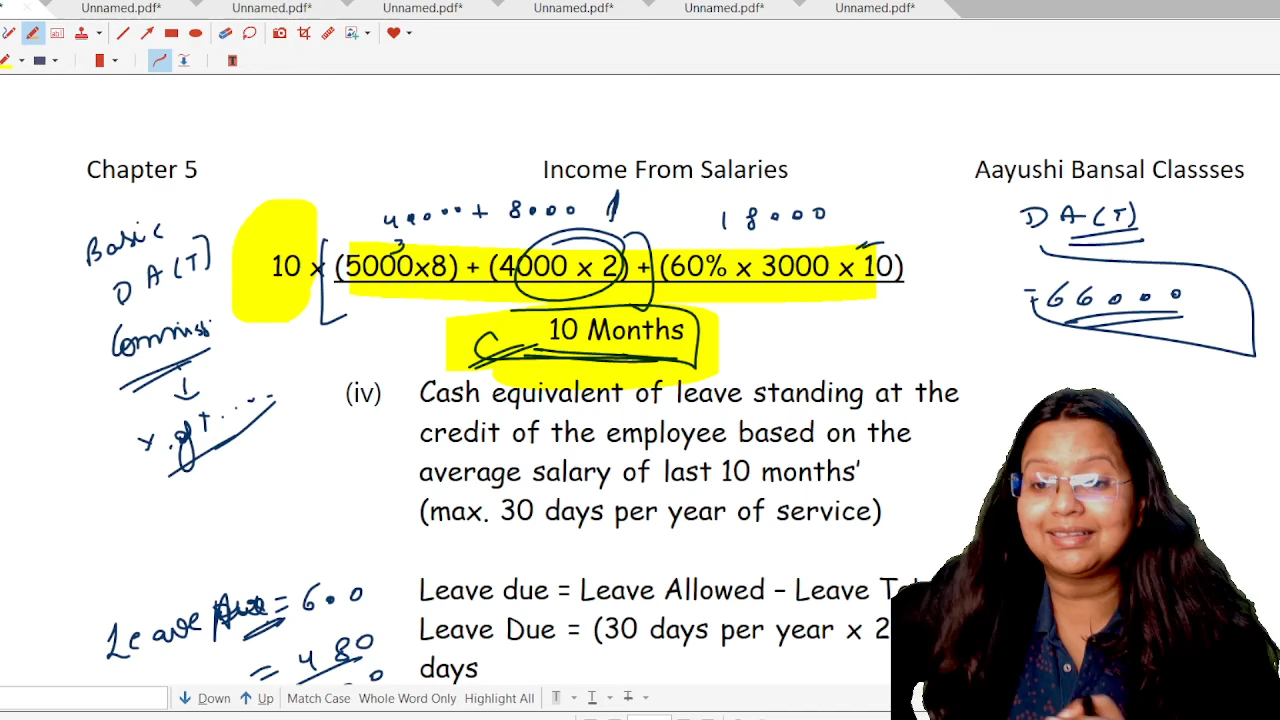 Unnamed.pdf* Unnamed.pdf* Unnamed.pdf* Unnamed.pdf* Unnamed.pdf* Unnamed.pdf*
Chapter 5 Income From Salaries Aayushi Bansal Classses
Basic
DA(T)
40000 + 8000
18000
DA(T)
10 × (5000x8) + (4000 x 2) + (60% x 3000 x 10)
= 66000
10 Months
(iv) Cash equivalent of leave standing at the
credit of the employee based on the
average salary of last 10 months'
(max. 30 days per year of service)
Leave due = Leave Allowed – Leave
Leave = 600
Leave Due = (30 days per year x 2
= 480
days
Down Up Match Case Whole Word Only Highlight All